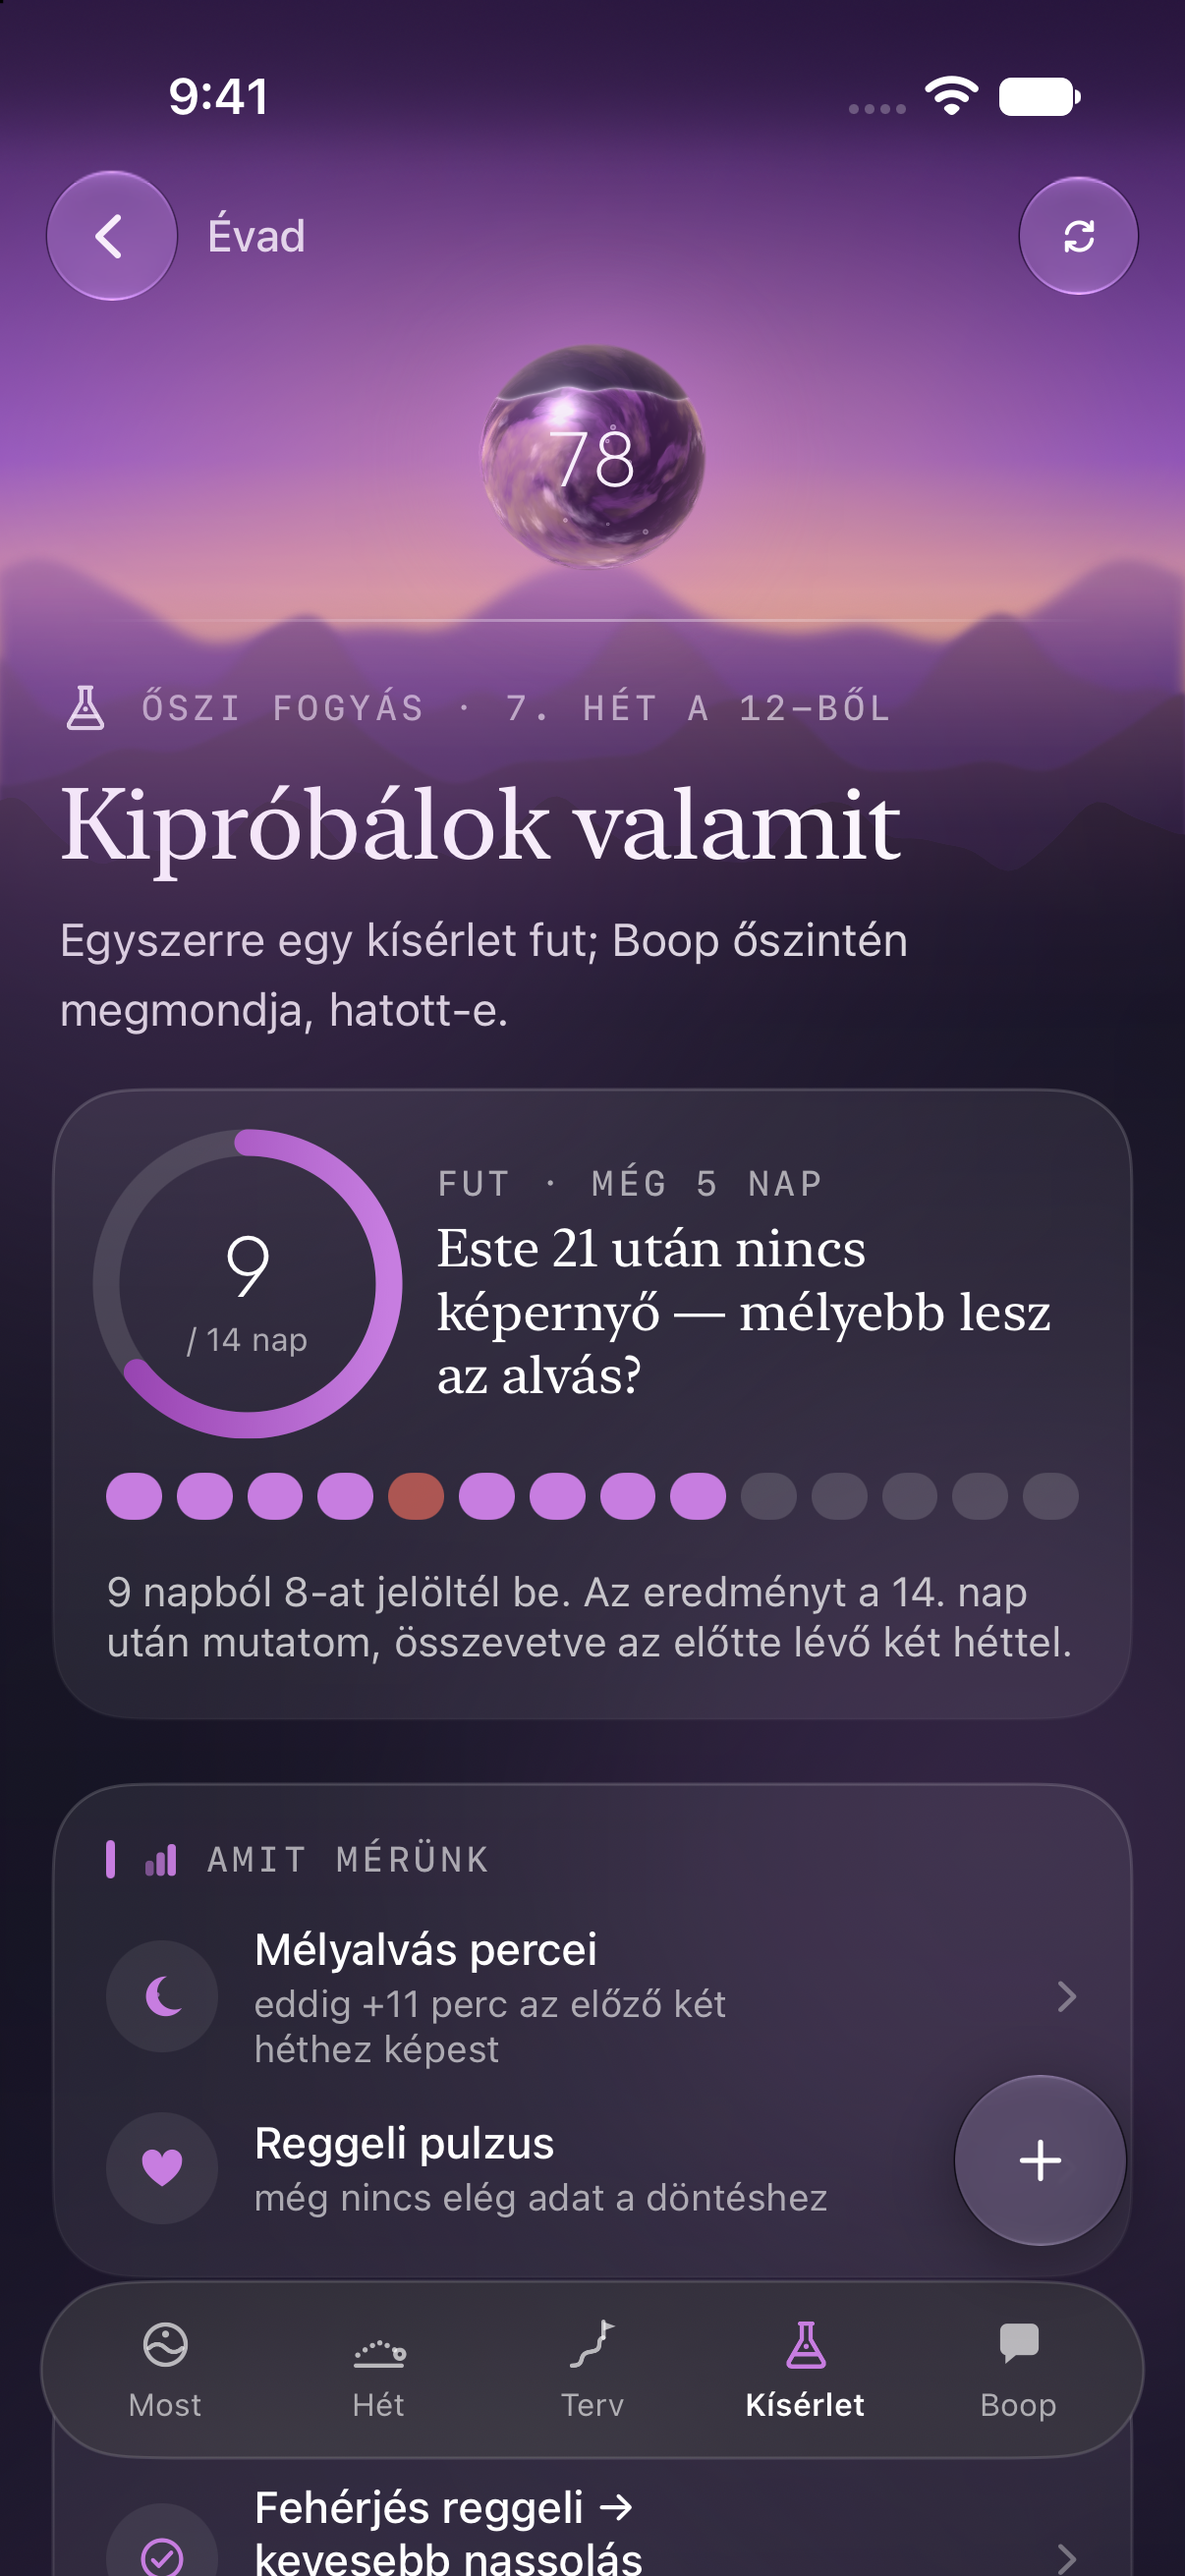 9:41
Évad
78
ŐSZI FOGYÁS · 7. HÉT A 12-BŐL
Kipróbálok valamit
Egyszerre egy kísérlet fut; Boop őszintén
megmondja, hatott-e.
9
/ 14 nap
FUT · MÉG 5 NAP
Este 21 után nincs
képernyő — mélyebb lesz
az alvás?
9 napból 8-at jelöltél be. Az eredményt a 14. nap
után mutatom, összevetve az előtte lévő két héttel.
AMIT MÉRÜNK
Mélyalvás percei
eddig +11 perc az előző két
héthez képest
Reggeli pulzus
még nincs elég adat a döntéshez
Most
Hét
Terv
Kísérlet
Boop
Fehérjés reggeli →
kevesebb nassolás